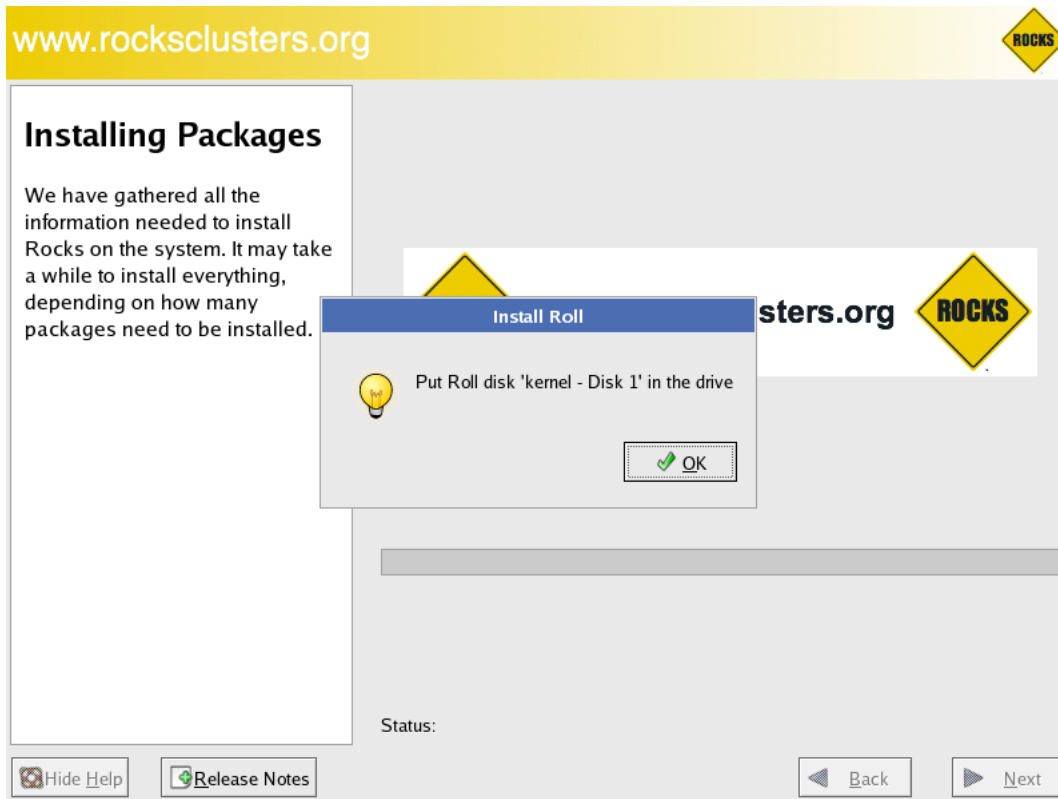 www.rocksclusters.org
ROCKS
Installing Packages
We have gathered all the
information needed to install
Rocks on the system. It may take
a while to install everything,
depending on how many
packages need to be installed.
sters.org
ROCKS
Install Roll
Put Roll disk 'kernel - Disk 1' in the drive
OK
Status:
Hide Help
Release Notes
Back
Next